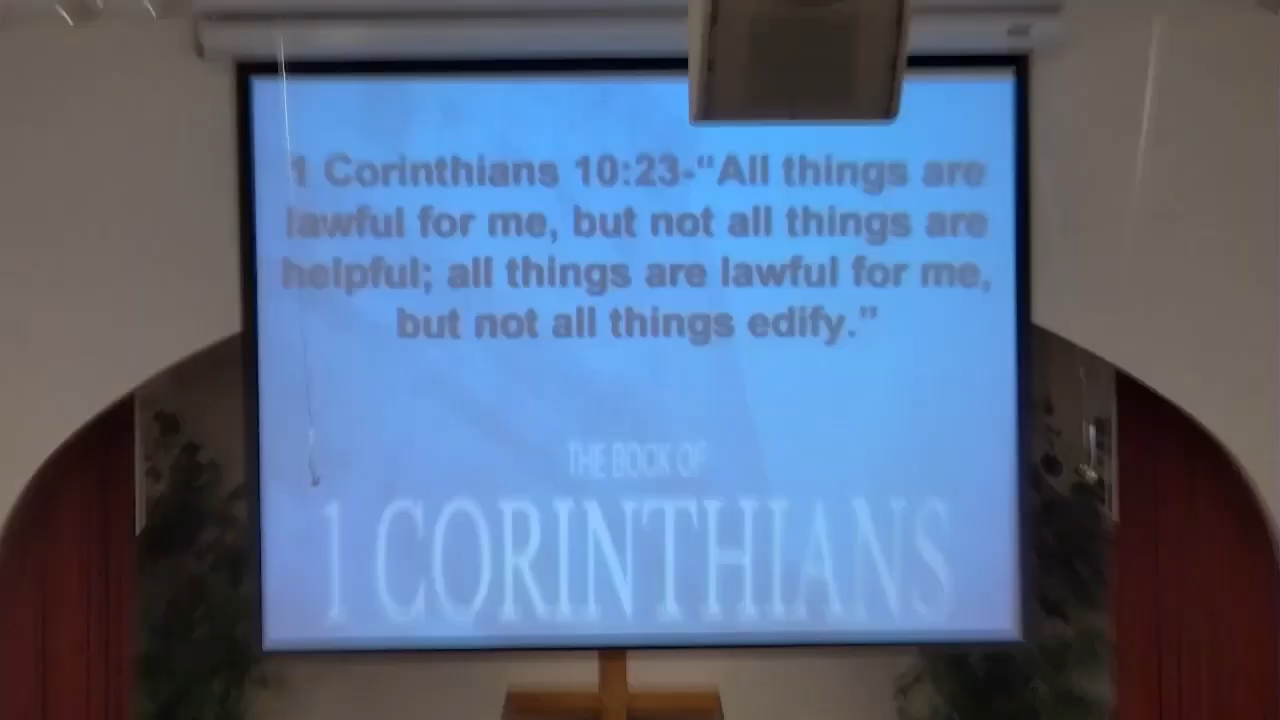 1 Corinthians 10:23-“All things are
lawful for me, but not all things are
helpful; all things are lawful for me,
but not all things edify.”
THE BOOK OF
1 CORINTHIANS